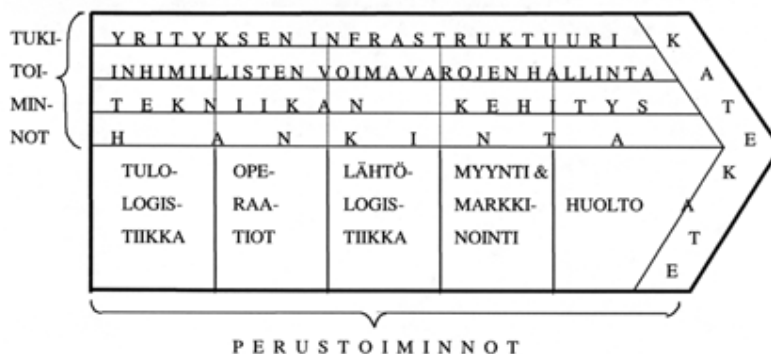 TUKI-
TOI-
MIN-
NOT
YRITYKSEN INFRASTRUKTUURI
INHIMILLISTEN VOIMAVAROJEN HALLINTA
TEKNIIKAN KEHITYS
HANKINTA
TULO-
LOGIS-
TIIKKA
OPE-
RAA-
TIOT
LÄHTÖ-
LOGIS-
TIIKKA
MYYNTI &
MARKKI-
NOINTI
HUOLTO
KATE
KATE
PERUSTOIMINNOT